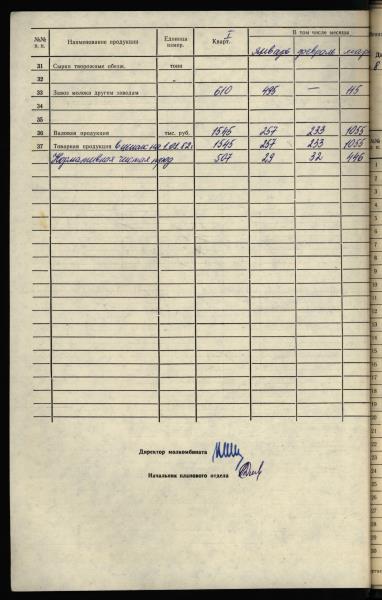 №№ п. п. Наименование продукции Единица измер. I Кварт. В том числе месяцы
январь февраль март
31 Сырки творожные обезж. тонн
32
33 Завоз молока другим заводам 610 495 — 115
34
35
36 Валовая продукция тыс. руб. 1545 257 233 1055
37 Товарная продукция в ценах на 1.01.82г. 1545 257 233 1055
Нормативная чистая прод 507 29 32 446
Директор молкомбината
Начальник планового отдела